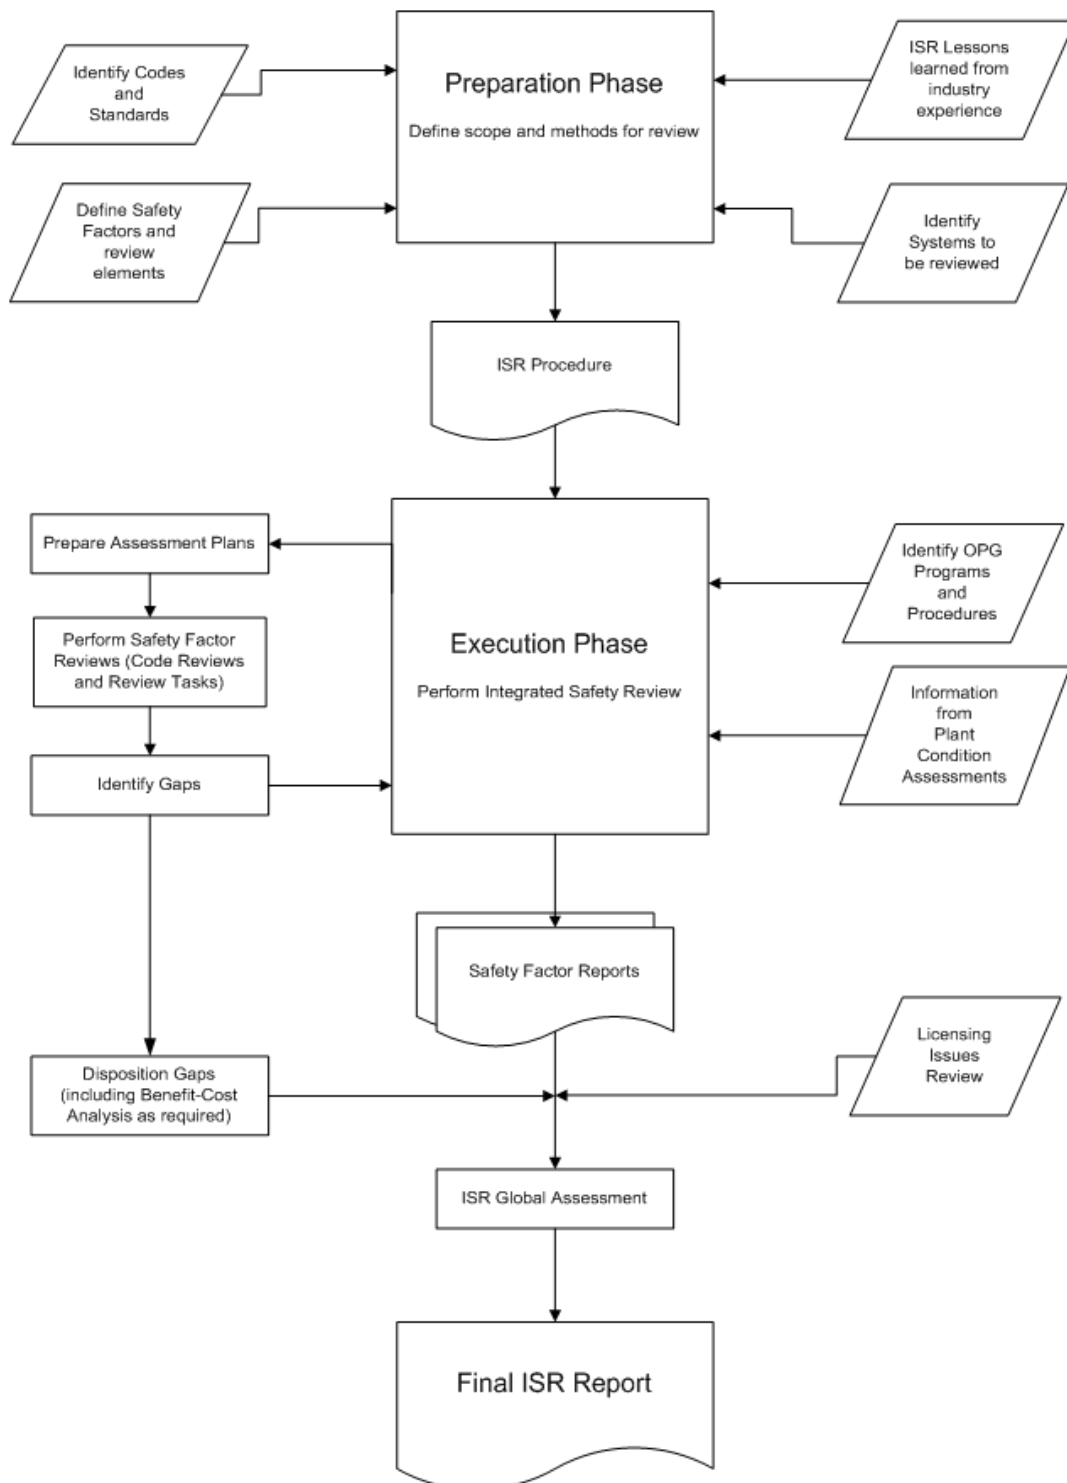 Identify Codes
and
Standards
Preparation Phase
Define scope and methods for review
ISR Lessons
learned from
industry
experience
Define Safety
Factors and
review
elements
Identify
Systems to
be reviewed
ISR Procedure
Prepare Assessment Plans
Perform Safety Factor
Reviews (Code Reviews
and Review Tasks)
Identify Gaps
Execution Phase
Perform Integrated Safety Review
Identify OPG
Programs
and
Procedures
Information
from
Plant
Condition
Assessments
Safety Factor Reports
Disposition Gaps
(including Benefit-Cost
Analysis as required)
Licensing
Issues
Review
ISR Global Assessment
Final ISR Report